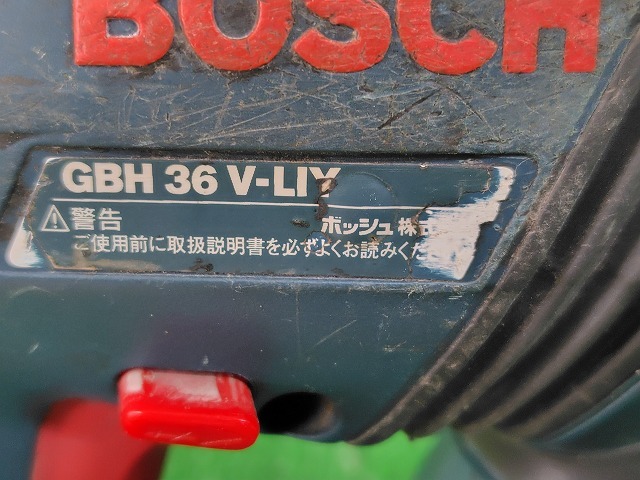 BOSCH
GBH 36 V-LIY
警告 ボッシュ株
ご使用前に取扱説明書を必ずよくお読みくだ